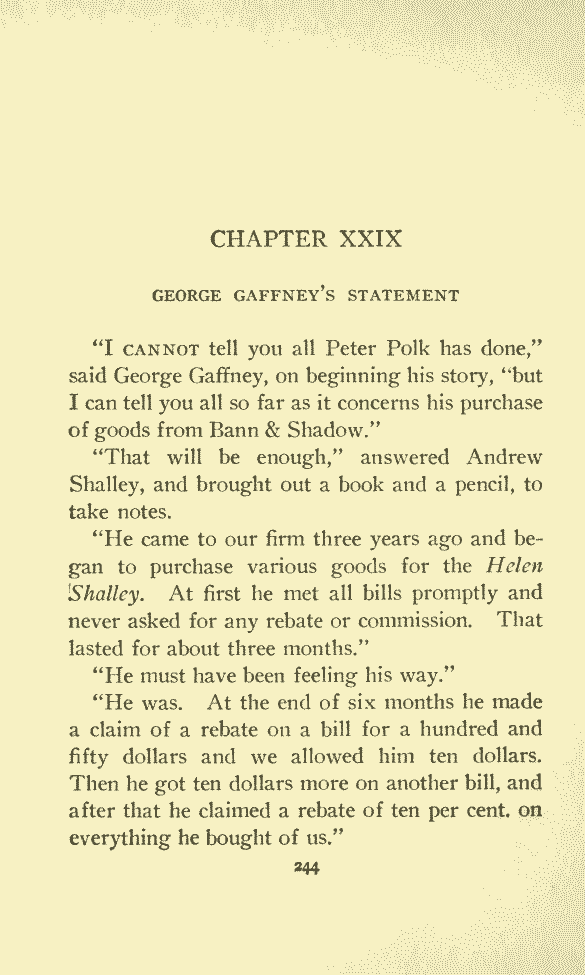 CHAPTER XXIX
GEORGE GAFFNEY'S STATEMENT
"I CANNOT tell you all Peter Polk has done,"
said George Gaffney, on beginning his story, "but
I can tell you all so far as it concerns his purchase
of goods from Bann & Shadow."
"That will be enough," answered Andrew
Shalley, and brought out a book and a pencil, to
take notes.
"He came to our firm three years ago and be-
gan to purchase various goods for the Helen
Shalley. At first he met all bills promptly and
never asked for any rebate or commission. That
lasted for about three months."
"He must have been feeling his way."
"He was. At the end of six months he made
a claim of a rebate on a bill for a hundred and
fifty dollars and we allowed him ten dollars.
Then he got ten dollars more on another bill, and
after that he claimed a rebate of ten per cent. on
everything he bought of us."
244